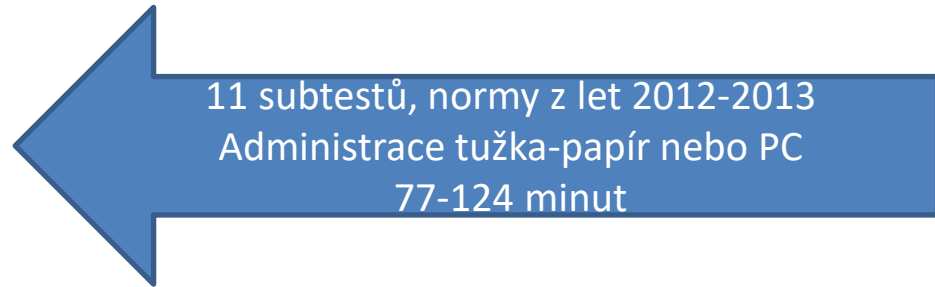 11 subtestů, normy z let 2012-2013
Administrace tužka-papír nebo PC
77-124 minut